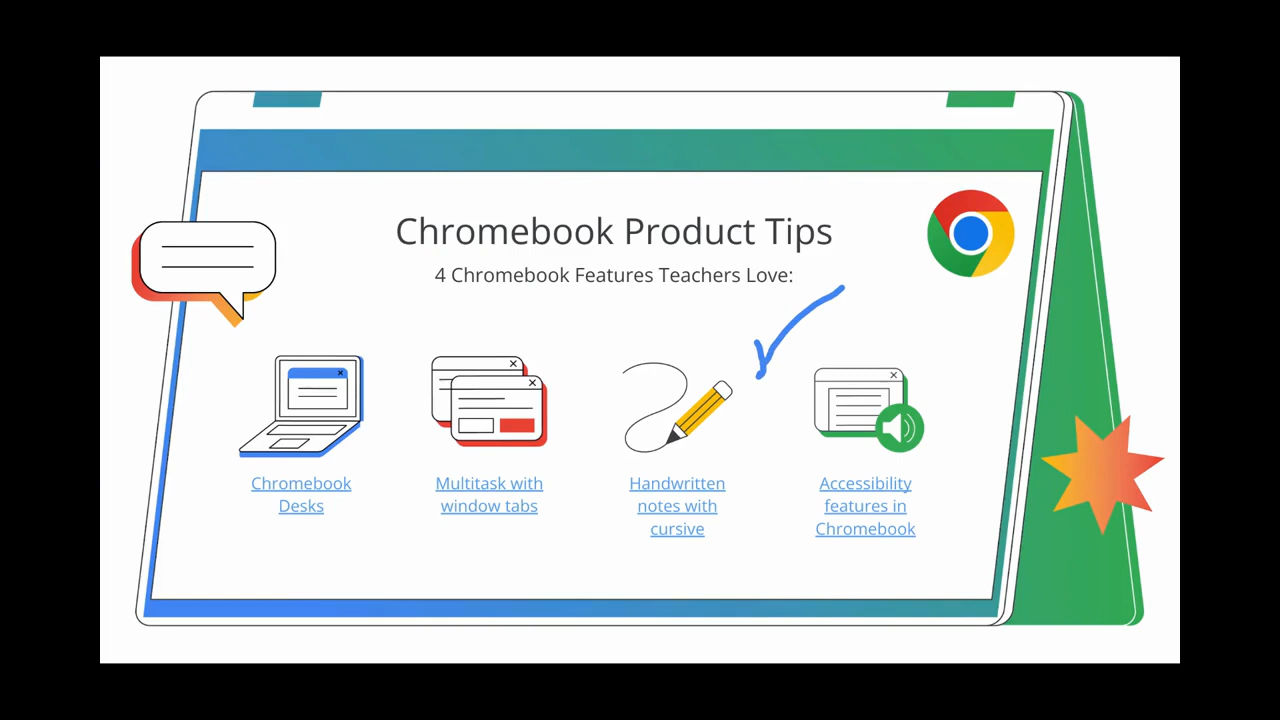 Chromebook Product Tips
4 Chromebook Features Teachers Love:
Chromebook
Desks
Multitask with
window tabs
Handwritten
notes with
cursive
Accessibility
features in
Chromebook